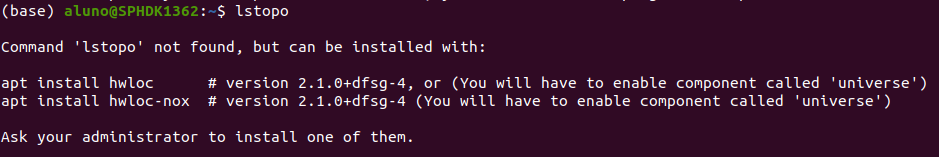 (base) aluno@SPHDK1362:~$ lstopo
Command 'lstopo' not found, but can be installed with:
apt install hwloc      # version 2.1.0+dfsg-4, or (You will have to enable component called 'universe')
apt install hwloc-nox  # version 2.1.0+dfsg-4 (You will have to enable component called 'universe')
Ask your administrator to install one of them.